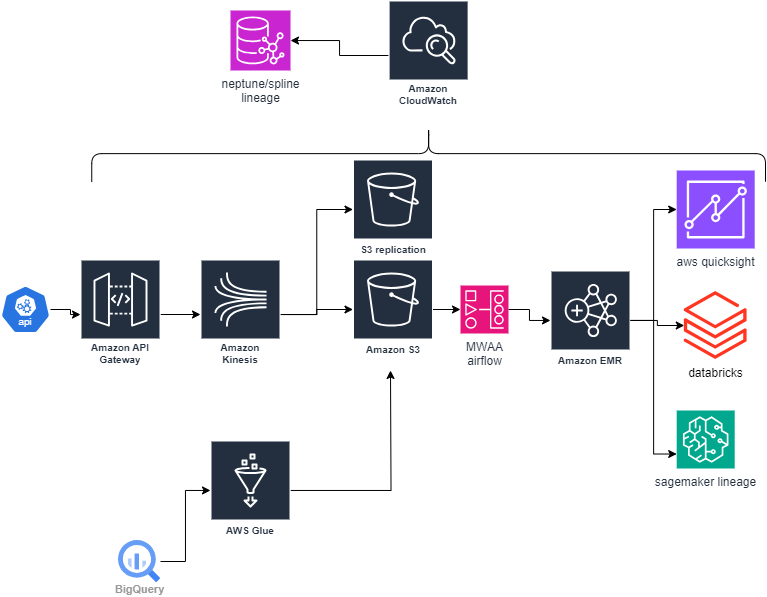 neptune/spline
lineage
Amazon
CloudWatch
S3 replication
aws quicksight
api
Amazon API
Gateway
Amazon
Kinesis
Amazon S3
MWAA
airflow
Amazon EMR
databricks
sagemaker lineage
AWS Glue
BigQuery